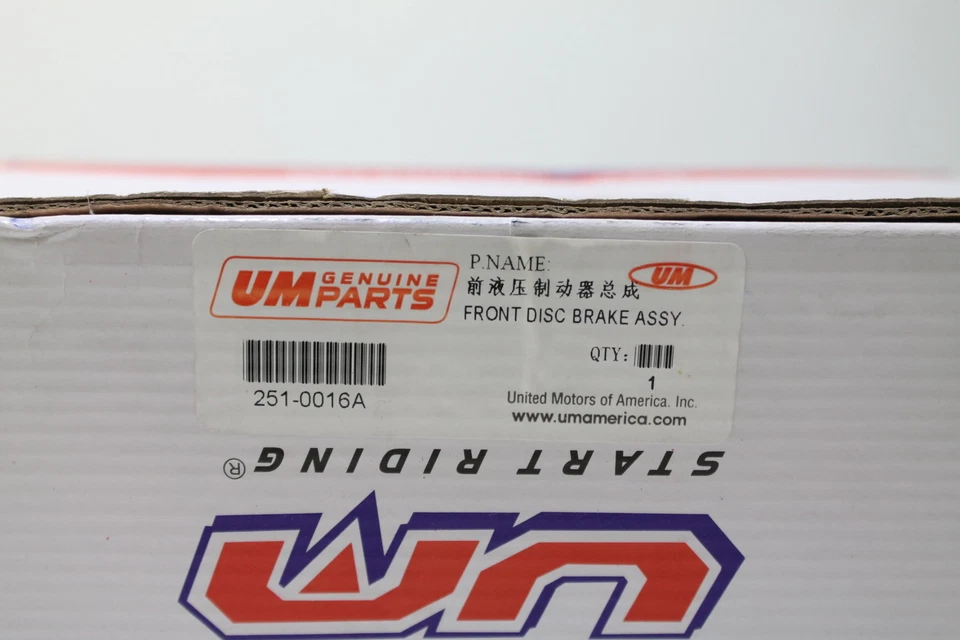 UM GENUINE PARTS
P.NAME:
UM
前液压制动器总成
FRONT DISC BRAKE ASSY.
251-0016A
QTY:
1
United Motors of America. Inc.
www.umamerica.com
START RIDING®
UM